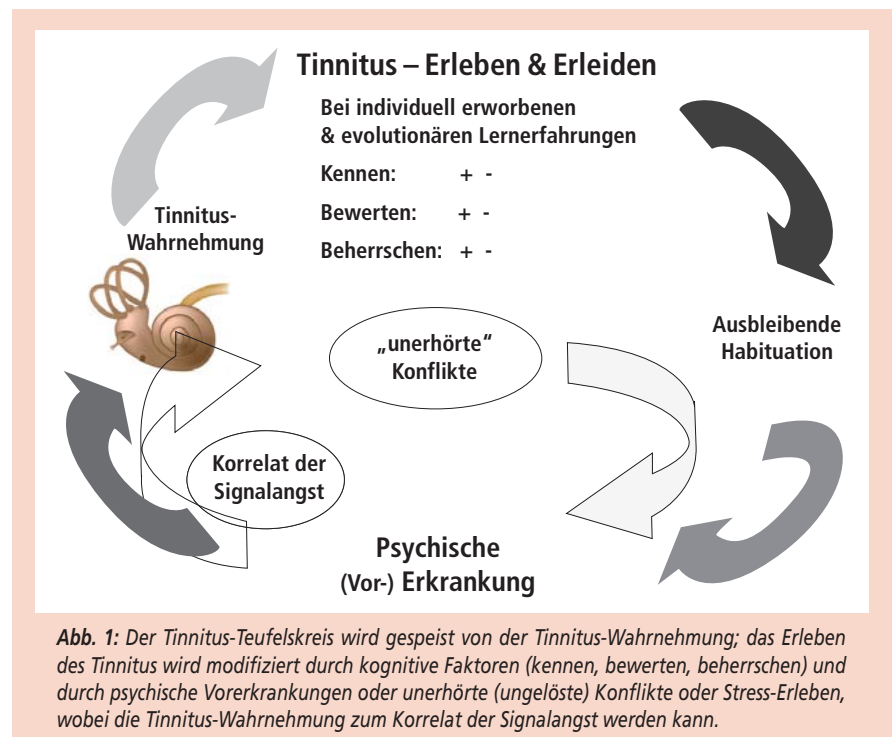 Tinnitus – Erleben & Erleiden
Bei individuell erworbenen
& evolutionären Lernerfahrungen
Kennen: + -
Bewerten: + -
Beherrschen: + -
Tinnitus-
Wahrnehmung
„unerhörte“
Konflikte
Ausbleibende
Habituation
Korrelat der
Signalangst
Psychische
(Vor-) Erkrankung
Abb. 1: Der Tinnitus-Teufelskreis wird gespeist von der Tinnitus-Wahrnehmung; das Erleben
des Tinnitus wird modifiziert durch kognitive Faktoren (kennen, bewerten, beherrschen) und
durch psychische Vorerkrankungen oder unerhörte (ungelöste) Konflikte oder Stress-Erleben,
wobei die Tinnitus-Wahrnehmung zum Korrelat der Signalangst werden kann.